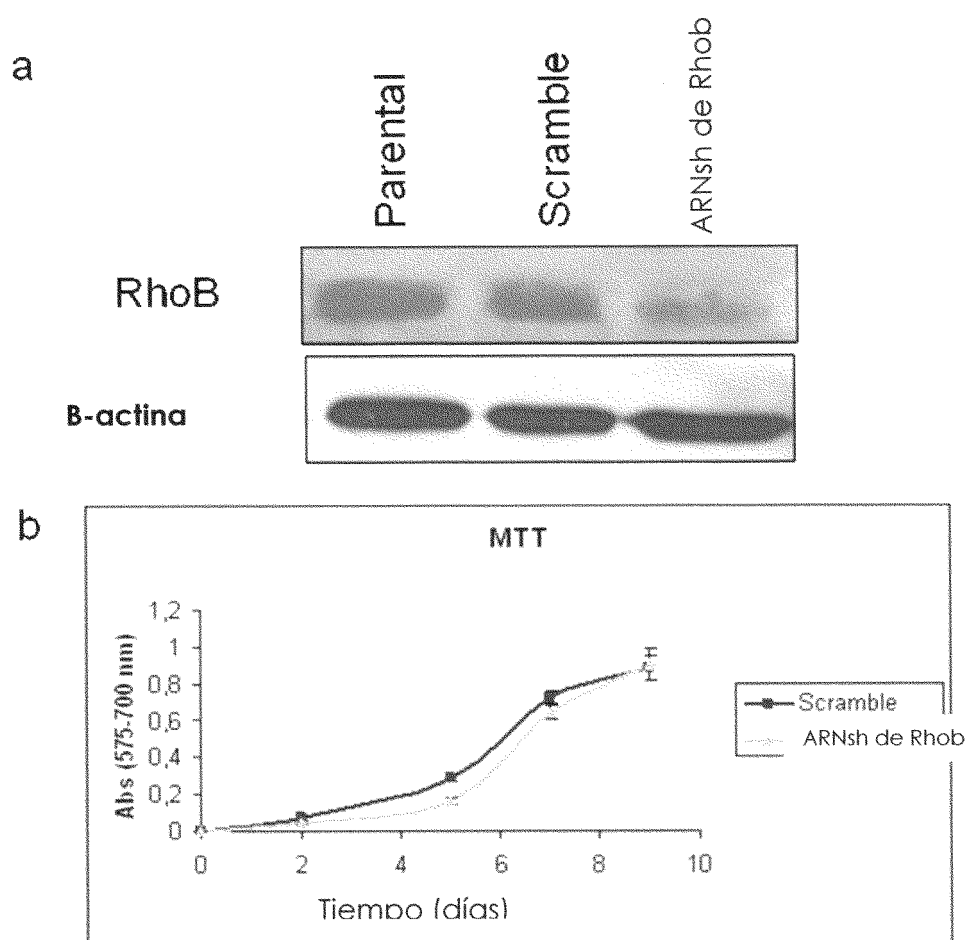 a
Parental
Scramble
ARNsh de Rhob
RhoB
B-actina
b
MTT
Abs (575-700 nm)
1,2
1
0,8
0,6
0,4
0,2
0
0 2 4 6 8 10
Tiempo (días)
Scramble
ARNsh de Rhob